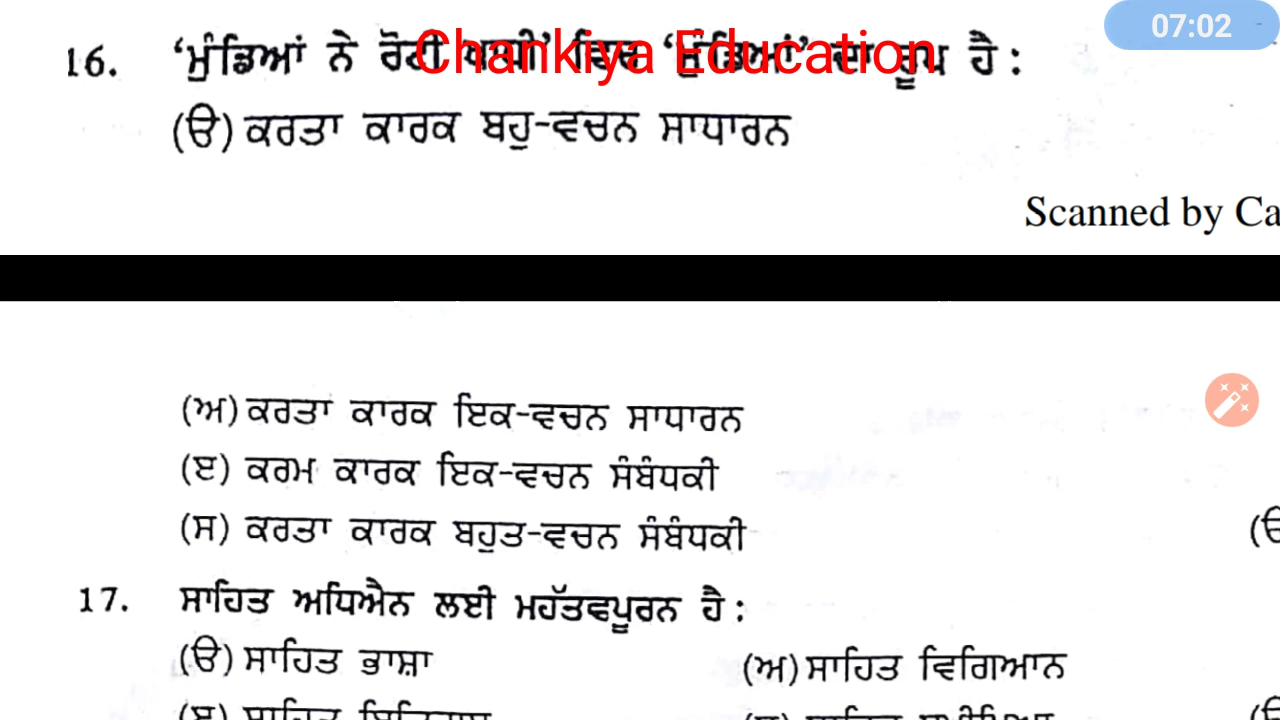 07:02
Chankiya Education
16. ‘ਮੁੰਡਿਆਂ ਨੇ ਰੋਟੀ ‘ਮੁੰਡਿਆਂ’ ਦਾ ਰੂਪ ਹੈ :
(ੳ) ਕਰਤਾ ਕਾਰਕ ਬਹੁ-ਵਚਨ ਸਾਧਾਰਨ
Scanned by Ca
(ਅ) ਕਰਤਾ ਕਾਰਕ ਇਕ-ਵਚਨ ਸਾਧਾਰਨ
(ੲ) ਕਰਮ ਕਾਰਕ ਇਕ-ਵਚਨ ਸੰਬੰਧਕੀ
(ਸ) ਕਰਤਾ ਕਾਰਕ ਬਹੁਤ-ਵਚਨ ਸੰਬੰਧਕੀ
17. ਸਾਹਿਤ ਅਧਿਐਨ ਲਈ ਮਹੱਤਵਪੂਰਨ ਹੈ :
(ੳ) ਸਾਹਿਤ ਭਾਸ਼ਾ (ਅ) ਸਾਹਿਤ ਵਿਗਿਆਨ